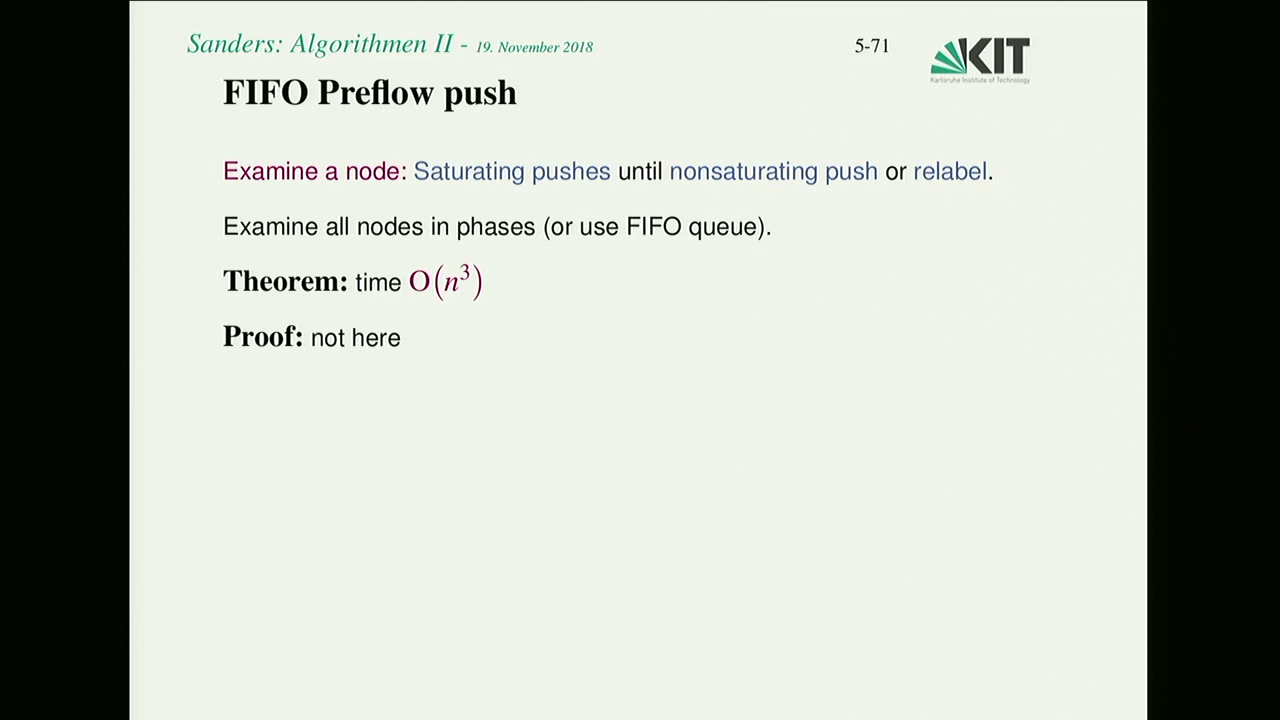 Sanders: Algorithmen II - 19. November 2018 5-71
KIT
Karlsruhe Institute of Technology
FIFO Preflow push
Examine a node: Saturating pushes until nonsaturating push or relabel.
Examine all nodes in phases (or use FIFO queue).
Theorem: time O(n³)
Proof: not here